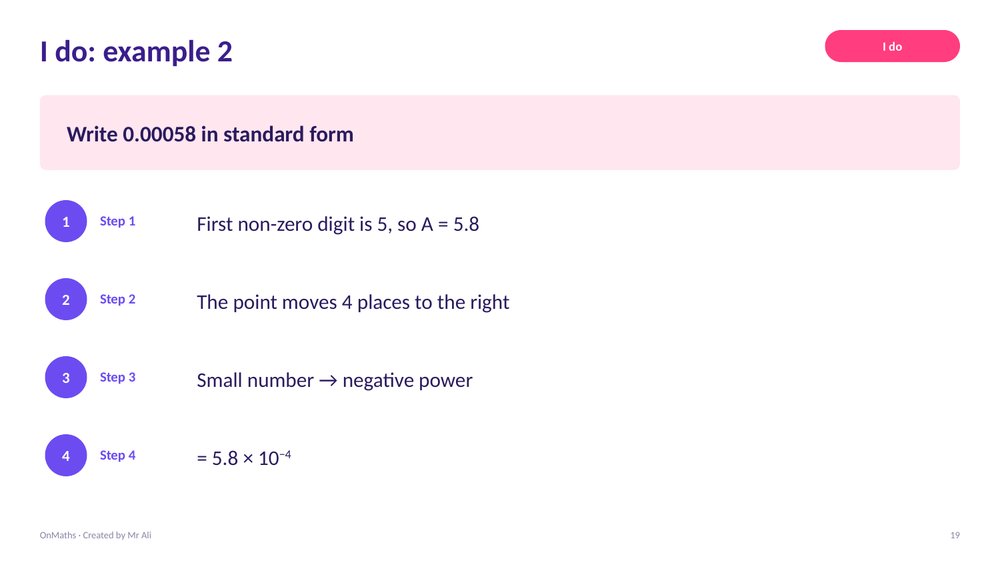 I do: example 2
I do
Write 0.00058 in standard form
1 Step 1 First non-zero digit is 5, so A = 5.8
2 Step 2 The point moves 4 places to the right
3 Step 3 Small number → negative power
4 Step 4 = 5.8 × 10⁻⁴
OnMaths · Created by Mr Ali
19